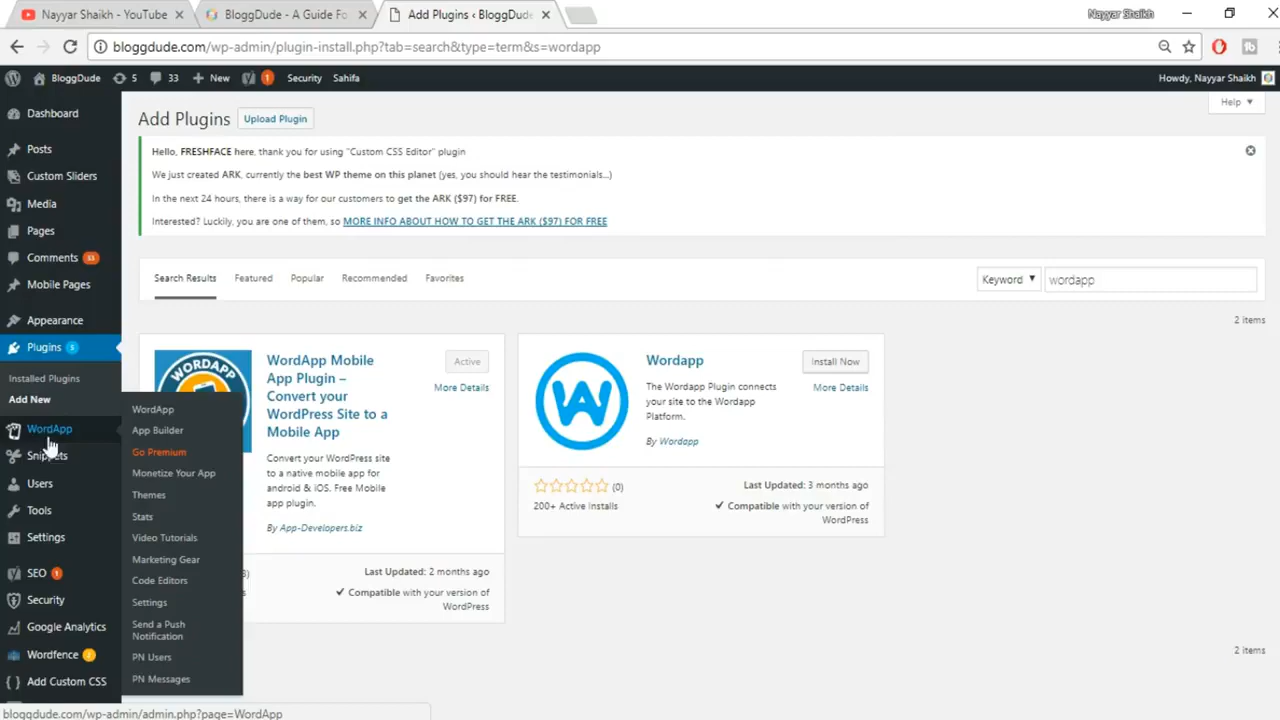 Nayyar Shaikh - YouTube
BloggDude - A Guide Fo
Add Plugins ‹ BloggDude
Nayyar Shaikh
bloggdude.com/wp-admin/plugin-install.php?tab=search&type=term&s=wordapp
BloggDude 5 33 + New 1 Security Sahifa
Howdy, Nayyar Shaikh
Dashboard
Posts
Custom Sliders
Media
Pages
Comments 33
Mobile Pages
Appearance
Plugins 5
Installed Plugins
Add New
WordApp
Snippets
Users
Tools
Settings
SEO 1
Security
Google Analytics
Wordfence 2
{ } Add Custom CSS
WordApp
App Builder
Go Premium
Monetize Your App
Themes
Stats
Video Tutorials
Marketing Gear
Code Editors
Settings
Send a Push
Notification
PN Users
PN Messages
Add Plugins
Upload Plugin
Help ▼
Hello, FRESHFACE here, thank you for using "Custom CSS Editor" plugin
We just created ARK, currently the best WP theme on this planet (yes, you should hear the testimonials...)
In the next 24 hours, there is a way for our customers to get the ARK ($97) for FREE.
Interested? Luckily, you are one of them, so MORE INFO ABOUT HOW TO GET THE ARK ($97) FOR FREE
Search Results Featured Popular Recommended Favorites
Keyword ▼ wordapp
2 items
WORDAPP
WordApp Mobile
App Plugin –
Convert your
WordPress Site to a
Mobile App
Active
More Details
Convert your WordPress site
to a native mobile app for
android & iOS. Free Mobile
app plugin.
By App-Developers.biz
Last Updated: 2 months ago
✔ Compatible with your version of
WordPress
Wordapp
Install Now
More Details
The Wordapp Plugin connects
your site to the Wordapp
Platform.
By Wordapp
(0)
200+ Active Installs
Last Updated: 3 months ago
✔ Compatible with your version of
WordPress
2 items
bloggdude.com/wp-admin/admin.php?page=WordApp